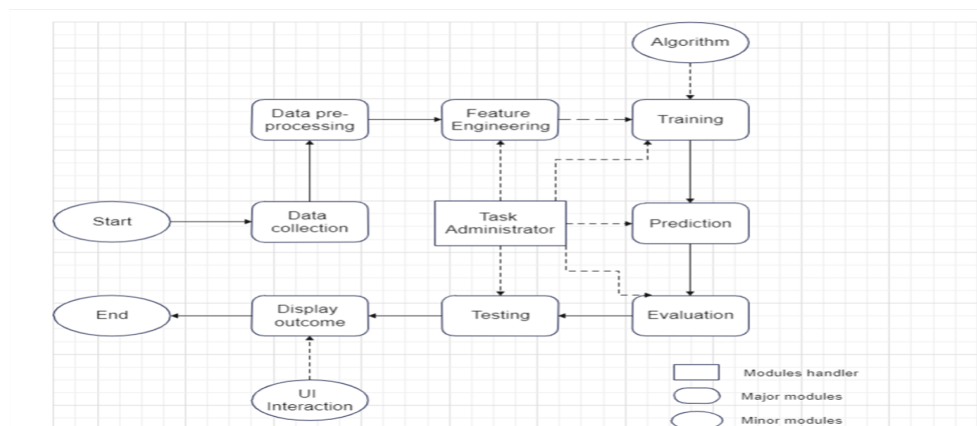 Algorithm
Data pre-
processing
Feature
Engineering
Training
Start
Data
collection
Task
Administrator
Prediction
End
Display
outcome
Testing
Evaluation
UI
Interaction
Modules handler
Major modules
Minor modules